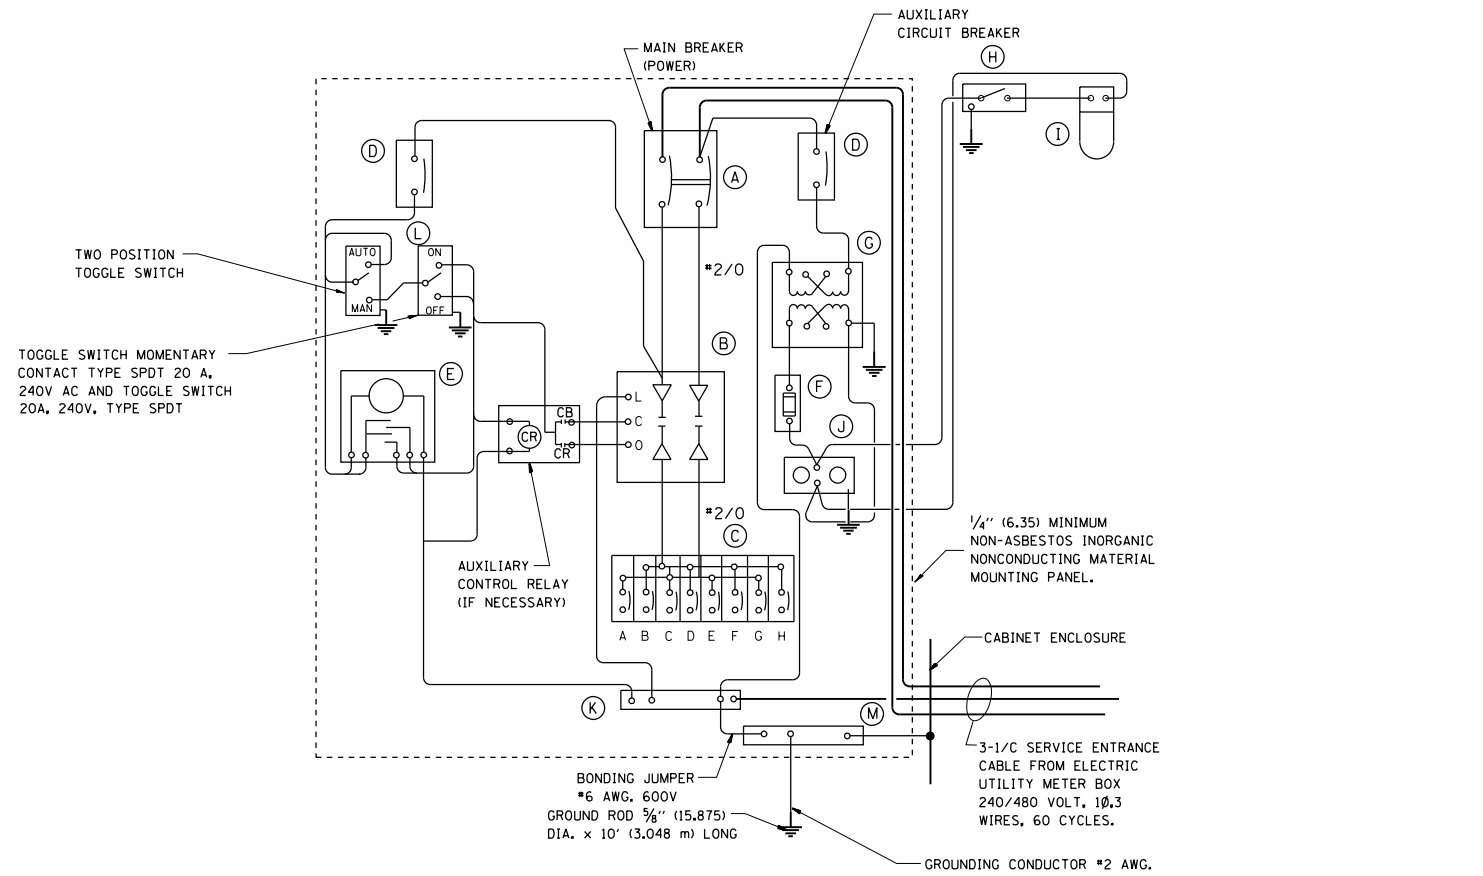 AUXILIARY
CIRCUIT BREAKER
MAIN BREAKER
(POWER)
H
D
D
I
A
L
G
AUTO
ON
TWO POSITION
TOGGLE SWITCH
#2/0
MAN
OFF
B
TOGGLE SWITCH MOMENTARY
CONTACT TYPE SPDT 20 A,
240V AC AND TOGGLE SWITCH
20A, 240V, TYPE SPDT
E
F
L
CB
C
J
CR
O
CR
#2/0
C
1/4" (6.35) MINIMUM
NON-ASBESTOS INORGANIC
NONCONDUCTING MATERIAL
MOUNTING PANEL.
AUXILIARY
CONTROL RELAY
(IF NECESSARY)
A B C D E F G H
CABINET ENCLOSURE
K
M
3-1/C SERVICE ENTRANCE
CABLE FROM ELECTRIC
UTILITY METER BOX
240/480 VOLT, 1Ø,3
WIRES, 60 CYCLES.
BONDING JUMPER
#6 AWG. 600V
GROUND ROD 5/8" (15.875)
DIA. x 10' (3.048 m) LONG
GROUNDING CONDUCTOR #2 AWG.